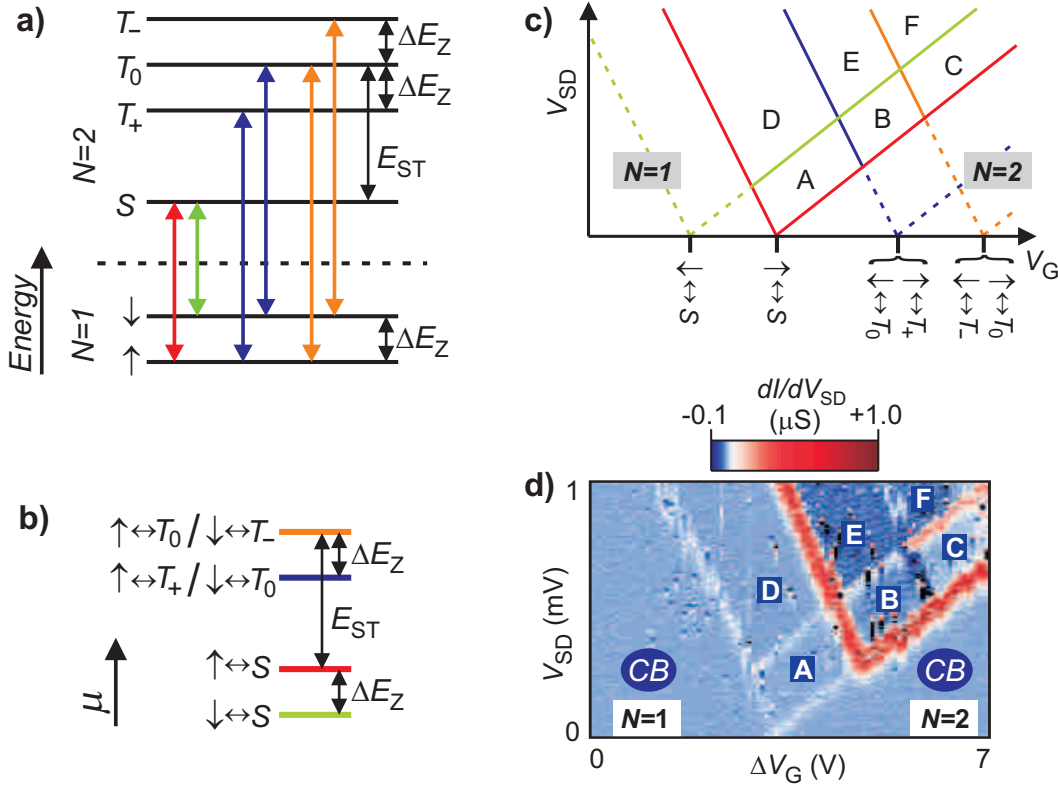 a)
T₋
ΔE_Z
T₀
ΔE_Z
T₊
N=2
E_ST
S
Energy
N=1
↓
ΔE_Z
↑
b)
↑↔T₀ / ↓↔T₋
ΔE_Z
↑↔T₊ / ↓↔T₀
E_ST
μ
↑↔S
ΔE_Z
↓↔S
c)
V_SD
F
E
C
D
B
A
N=1
N=2
V_G
↓↔S
↑↔S
↓↔T₀
↑↔T₊
↓↔T₋
↑↔T₀
dI/dV_SD
-0.1 (μS) +1.0
d)
1
F
E
C
D
B
A
V_SD (mV)
CB
CB
N=1
N=2
0
0
7
ΔV_G (V)